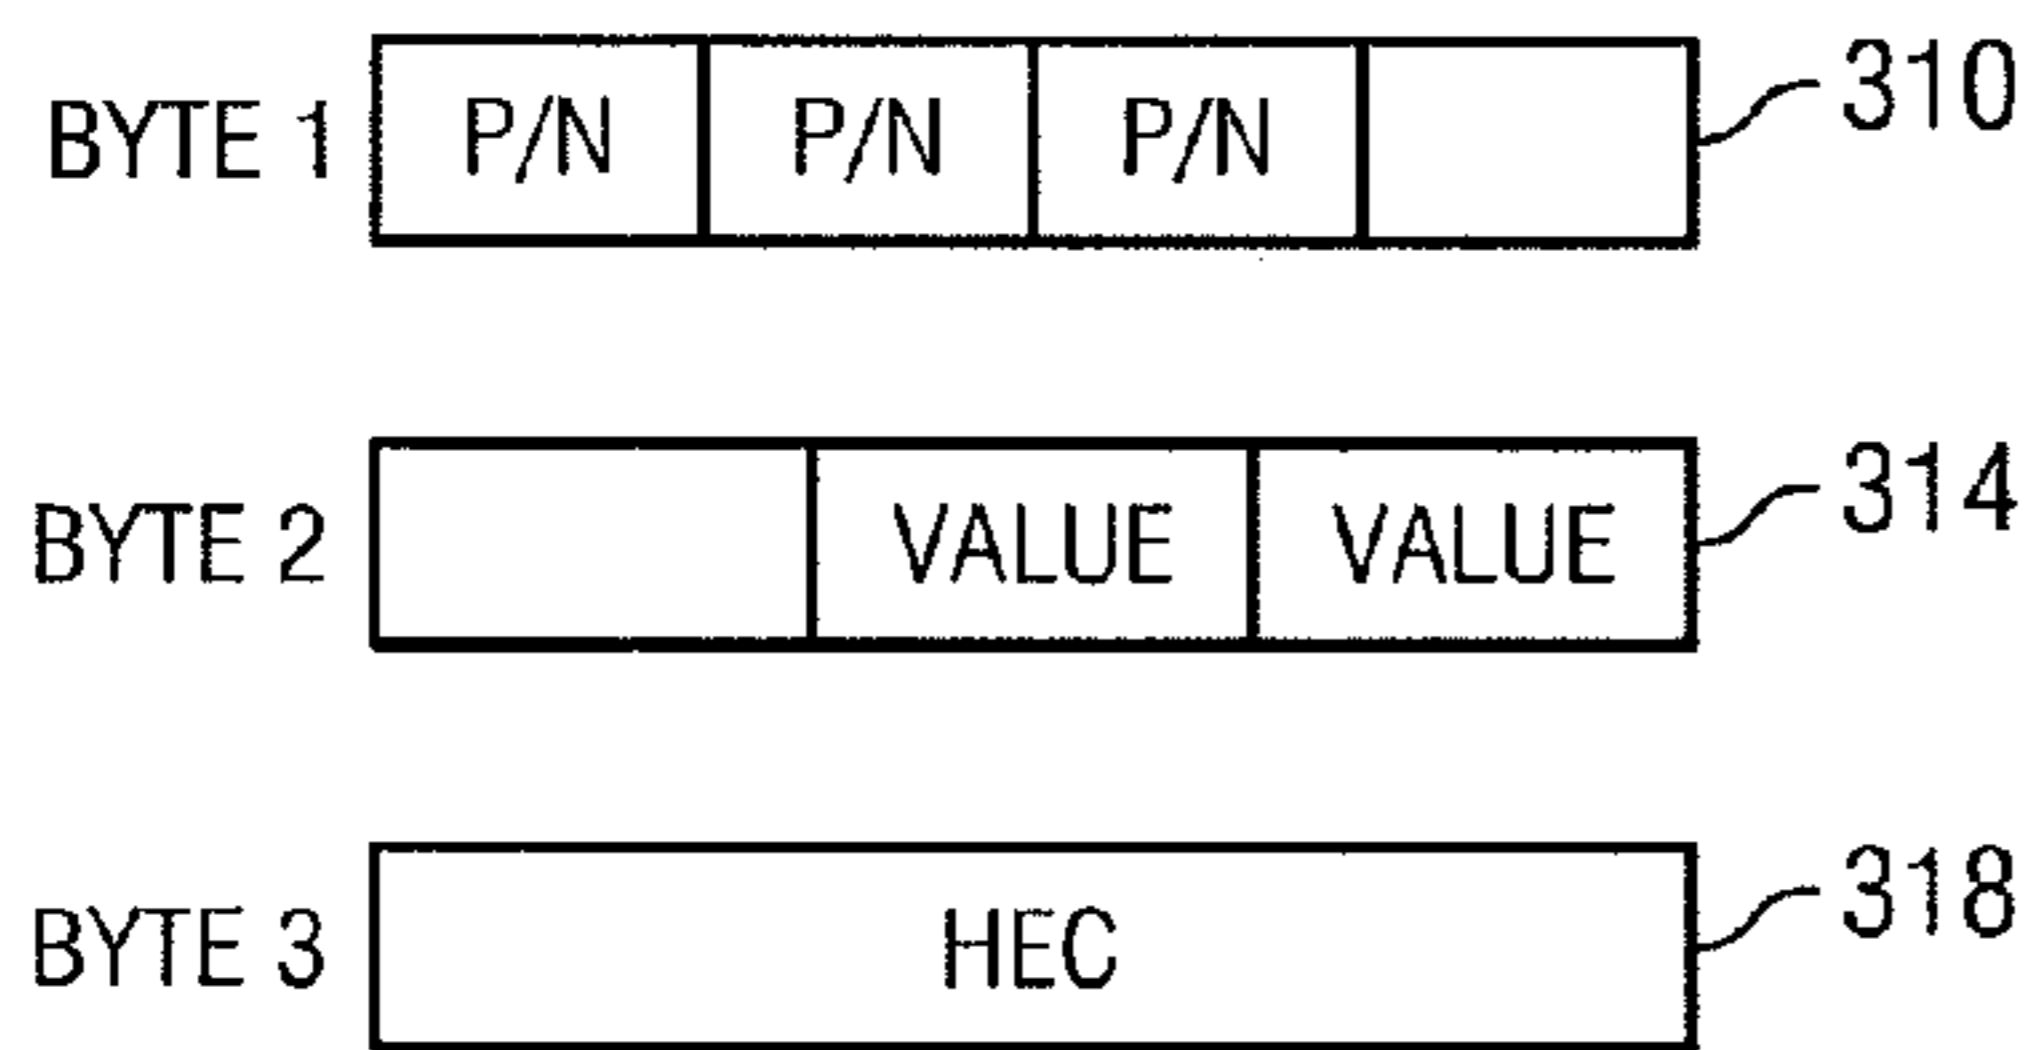 BYTE 1 P/N P/N P/N 310
BYTE 2 VALUE VALUE 314
BYTE 3 HEC 318